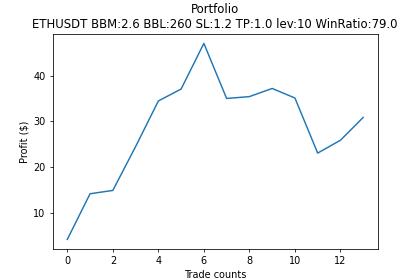 Portfolio
ETHUSDT BBM:2.6 BBL:260 SL:1.2 TP:1.0 lev:10 WinRatio:79.0
40
30
20
10
Profit ($)
0 2 4 6 8 10 12
Trade counts